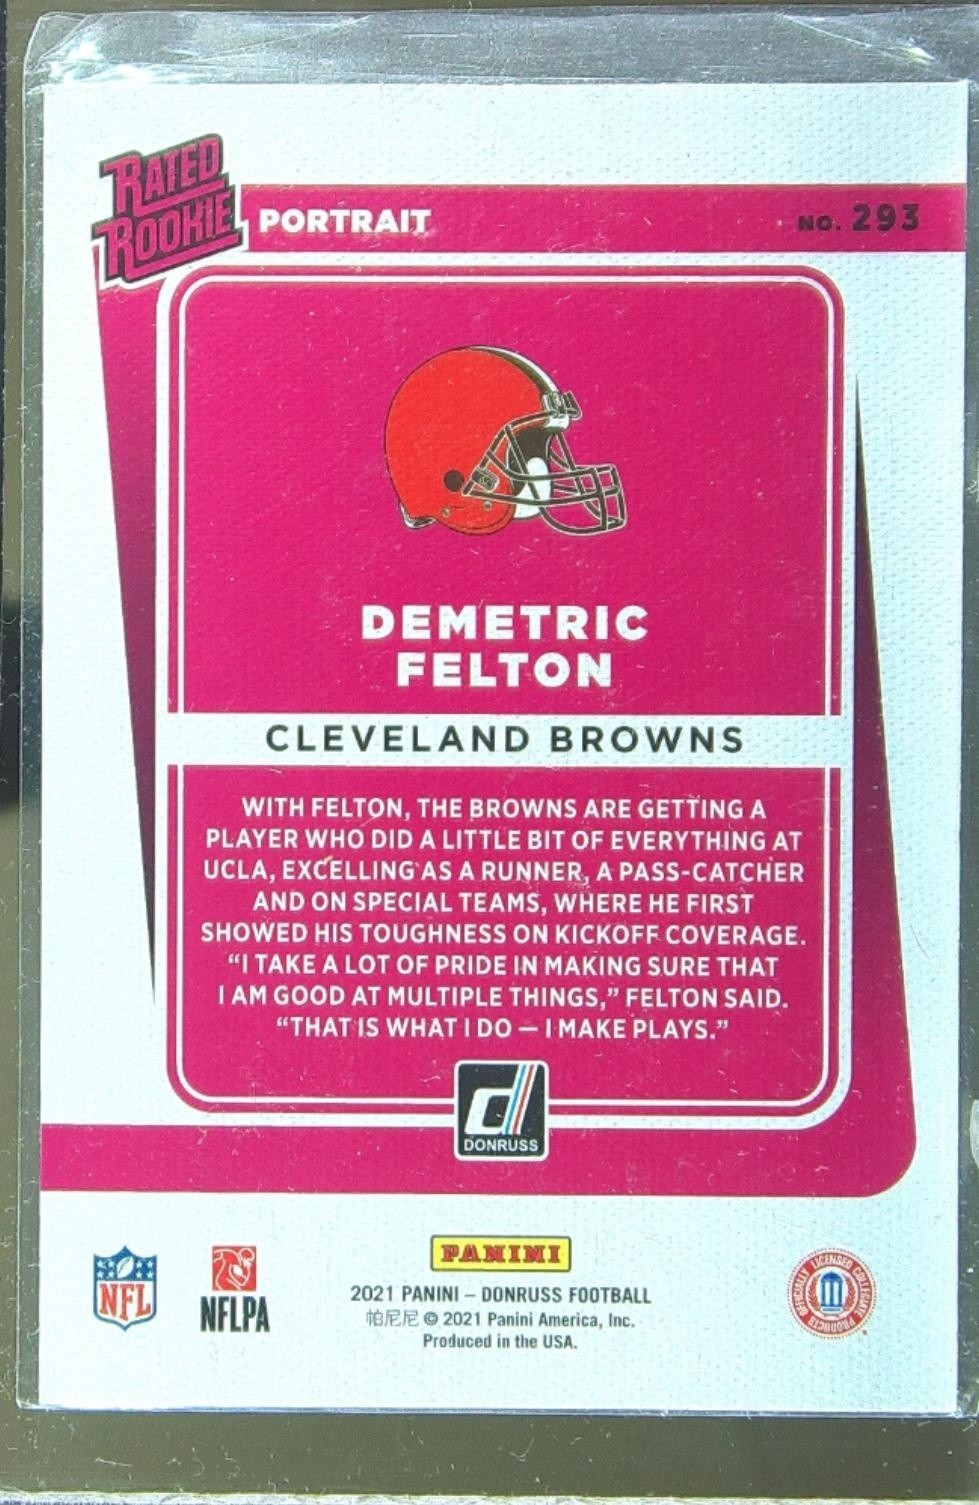 RATED
ROOKIE
PORTRAIT
NO. 293
DEMETRIC
FELTON
CLEVELAND BROWNS
WITH FELTON, THE BROWNS ARE GETTING A
PLAYER WHO DID A LITTLE BIT OF EVERYTHING AT
UCLA, EXCELLING AS A RUNNER, A PASS-CATCHER
AND ON SPECIAL TEAMS, WHERE HE FIRST
SHOWED HIS TOUGHNESS ON KICKOFF COVERAGE.
“I TAKE A LOT OF PRIDE IN MAKING SURE THAT
I AM GOOD AT MULTIPLE THINGS,” FELTON SAID.
“THAT IS WHAT I DO — I MAKE PLAYS.”
d
DONRUSS
NFL
NFLPA
PANINI
2021 PANINI – DONRUSS FOOTBALL
帕尼尼 © 2021 Panini America, Inc.
Produced in the USA.
OFFICIALLY LICENSED COLLEGIATE PRODUCTS